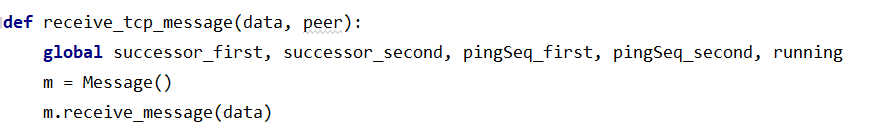 def receive_tcp_message(data, peer):
    global successor_first, successor_second, pingSeq_first, pingSeq_second, running
    m = Message()
    m.receive_message(data)